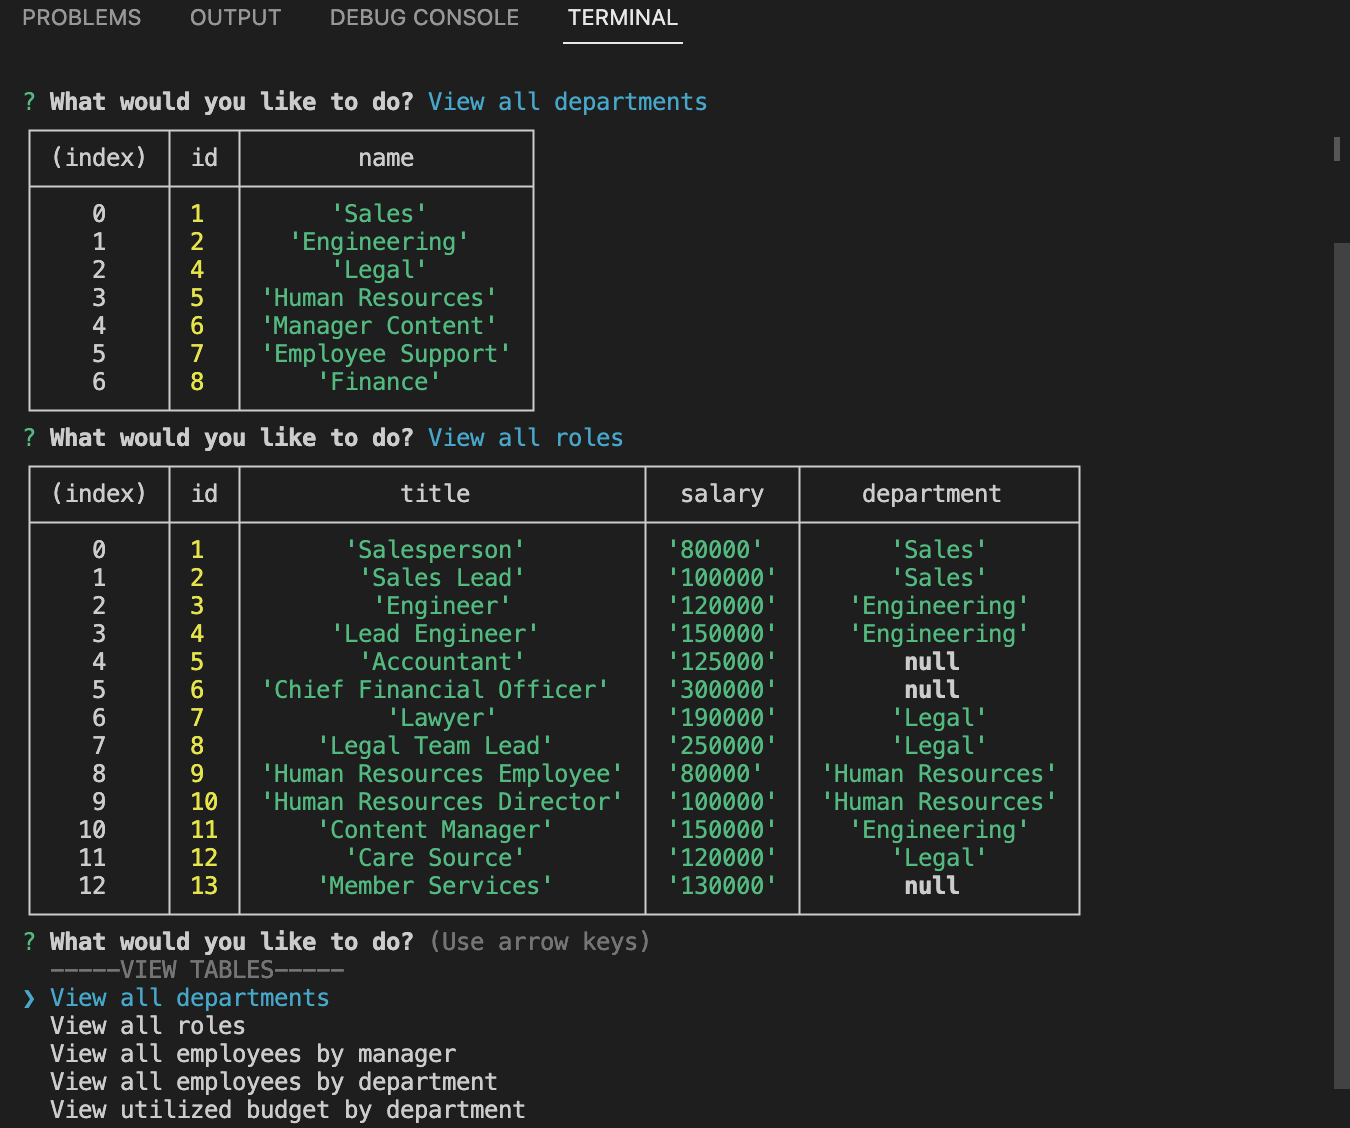 PROBLEMS OUTPUT DEBUG CONSOLE TERMINAL
? What would you like to do? View all departments
(index) id name
0 1 'Sales'
1 2 'Engineering'
2 4 'Legal'
3 5 'Human Resources'
4 6 'Manager Content'
5 7 'Employee Support'
6 8 'Finance'
? What would you like to do? View all roles
(index) id title salary department
0 1 'Salesperson' '80000' 'Sales'
1 2 'Sales Lead' '100000' 'Sales'
2 3 'Engineer' '120000' 'Engineering'
3 4 'Lead Engineer' '150000' 'Engineering'
4 5 'Accountant' '125000' null
5 6 'Chief Financial Officer' '300000' null
6 7 'Lawyer' '190000' 'Legal'
7 8 'Legal Team Lead' '250000' 'Legal'
8 9 'Human Resources Employee' '80000' 'Human Resources'
9 10 'Human Resources Director' '100000' 'Human Resources'
10 11 'Content Manager' '150000' 'Engineering'
11 12 'Care Source' '120000' 'Legal'
12 13 'Member Services' '130000' null
? What would you like to do? (Use arrow keys)
-----VIEW TABLES-----
❯ View all departments
View all roles
View all employees by manager
View all employees by department
View utilized budget by department